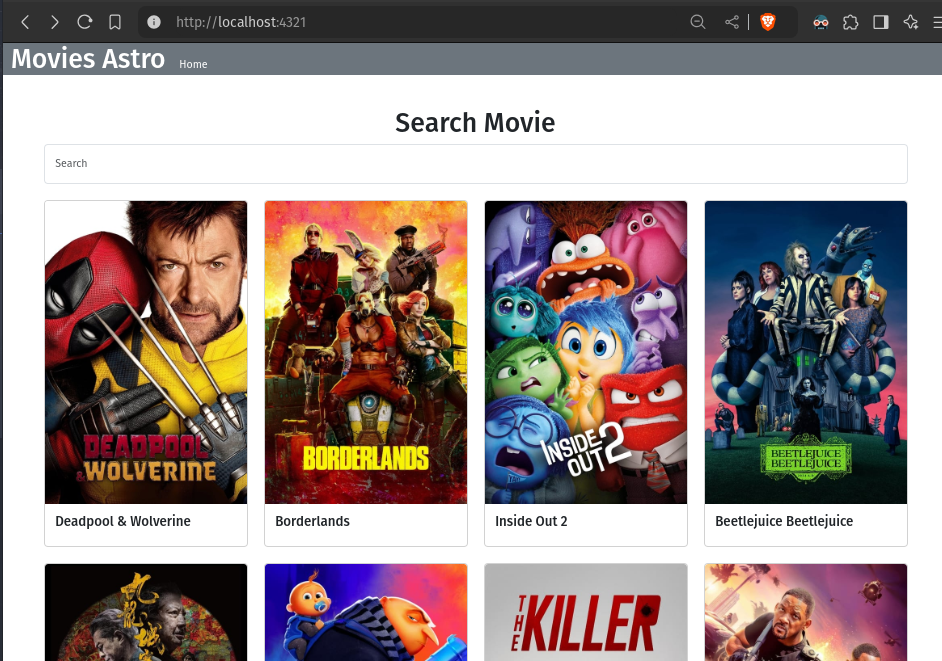 http://localhost:4321
Movies Astro Home
Search Movie
Search
DEADPOOL
& WOLVERINE
BORDERLANDS
INSIDE
OUT 2
BEETLEJUICE
BEETLEJUICE
Deadpool & Wolverine
Borderlands
Inside Out 2
Beetlejuice Beetlejuice
THE KILLER